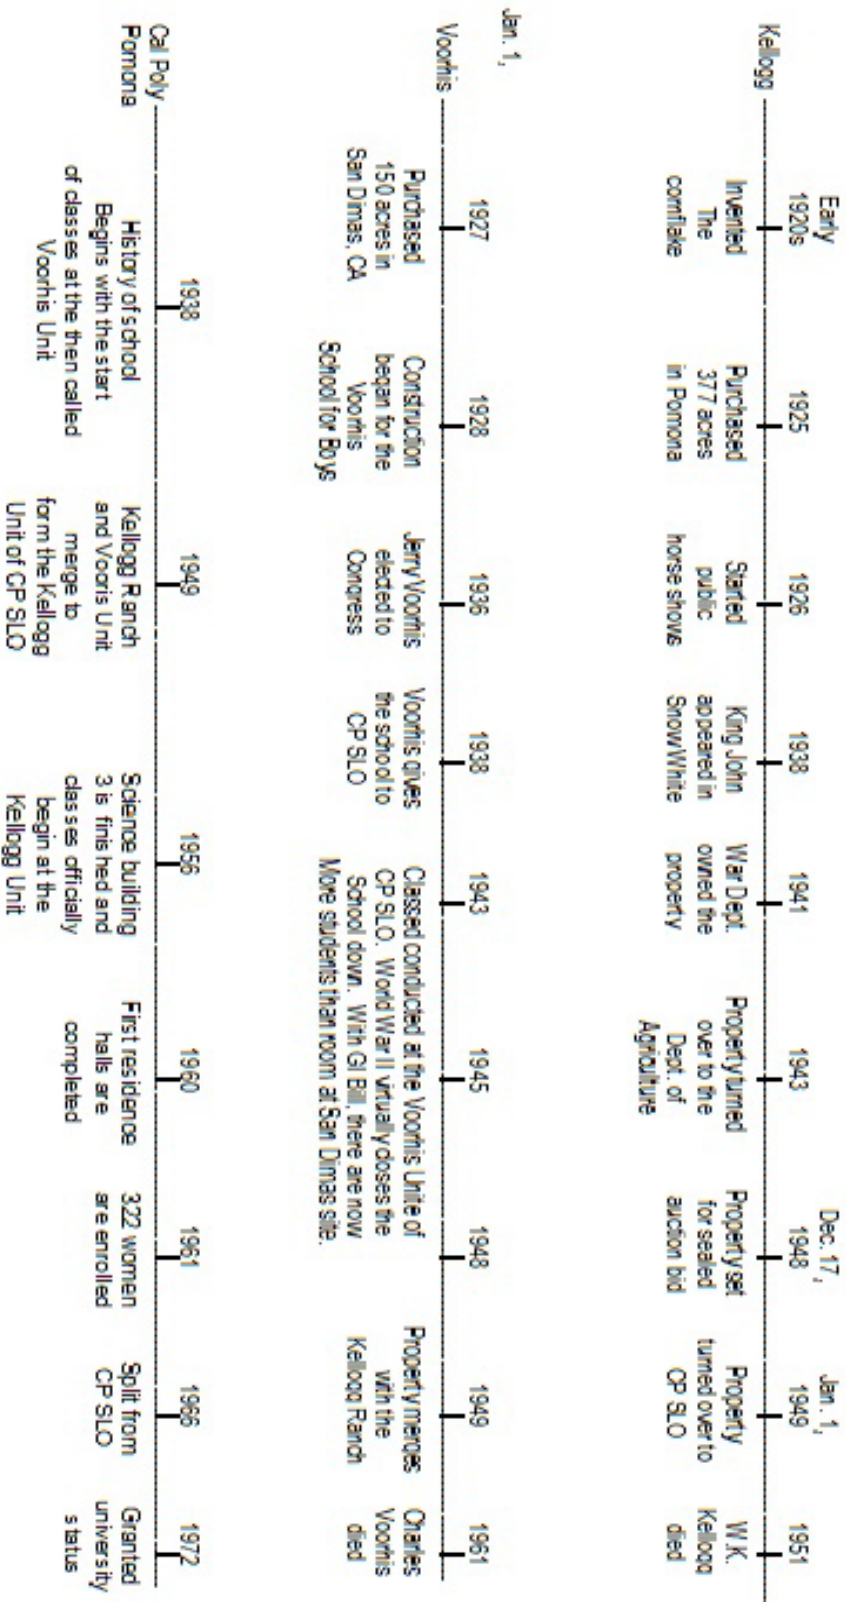 Kellogg
Early
1920s
Invented
The
cornflake
1925
Purchased
377 acres
in Pomona
1926
Started
public
horse shows
1938
King John
appeared in
Snow White
1941
War Dept.
owned the
property
1943
Property turned
over to the
Dept. of
Agriculture
Dec. 17,
1948
Property set
for sealed
auction bid
Jan. 1,
1949
Property
turned over to
CP SLO
1951
W.K.
Kellogg
died
Jan. 1,
Voorhis
1927
Purchased
150 acres in
San Dimas, CA
1928
Construction
began for the
Voorhis
School for Boys
1936
Jerry Voorhis
elected to
Congress
1938
Voorhis gives
the school to
CP SLO
1943
1945
1948
Classed conducted at the Voorhis Unite of
CP SLO. World War II virtually closes the
School down. With GI Bill, there are now
More students than room at San Dimas site.
1949
Property merges
with the
Kellogg Ranch
1961
Charles
Voorhis
died
Cal Poly
Pomona
1938
History of school
Begins with the start
of classes at the then called
Voorhis Unit
1949
Kellogg Ranch
and Vooris Unit
merge to
form the Kellogg
Unit of CP SLO
1956
Science building
3 is finished and
classes officially
begin at the
Kellogg Unit
1960
First residence
halls are
completed
1961
322 women
are enrolled
1966
Split from
CP SLO
1972
Granted
university
status